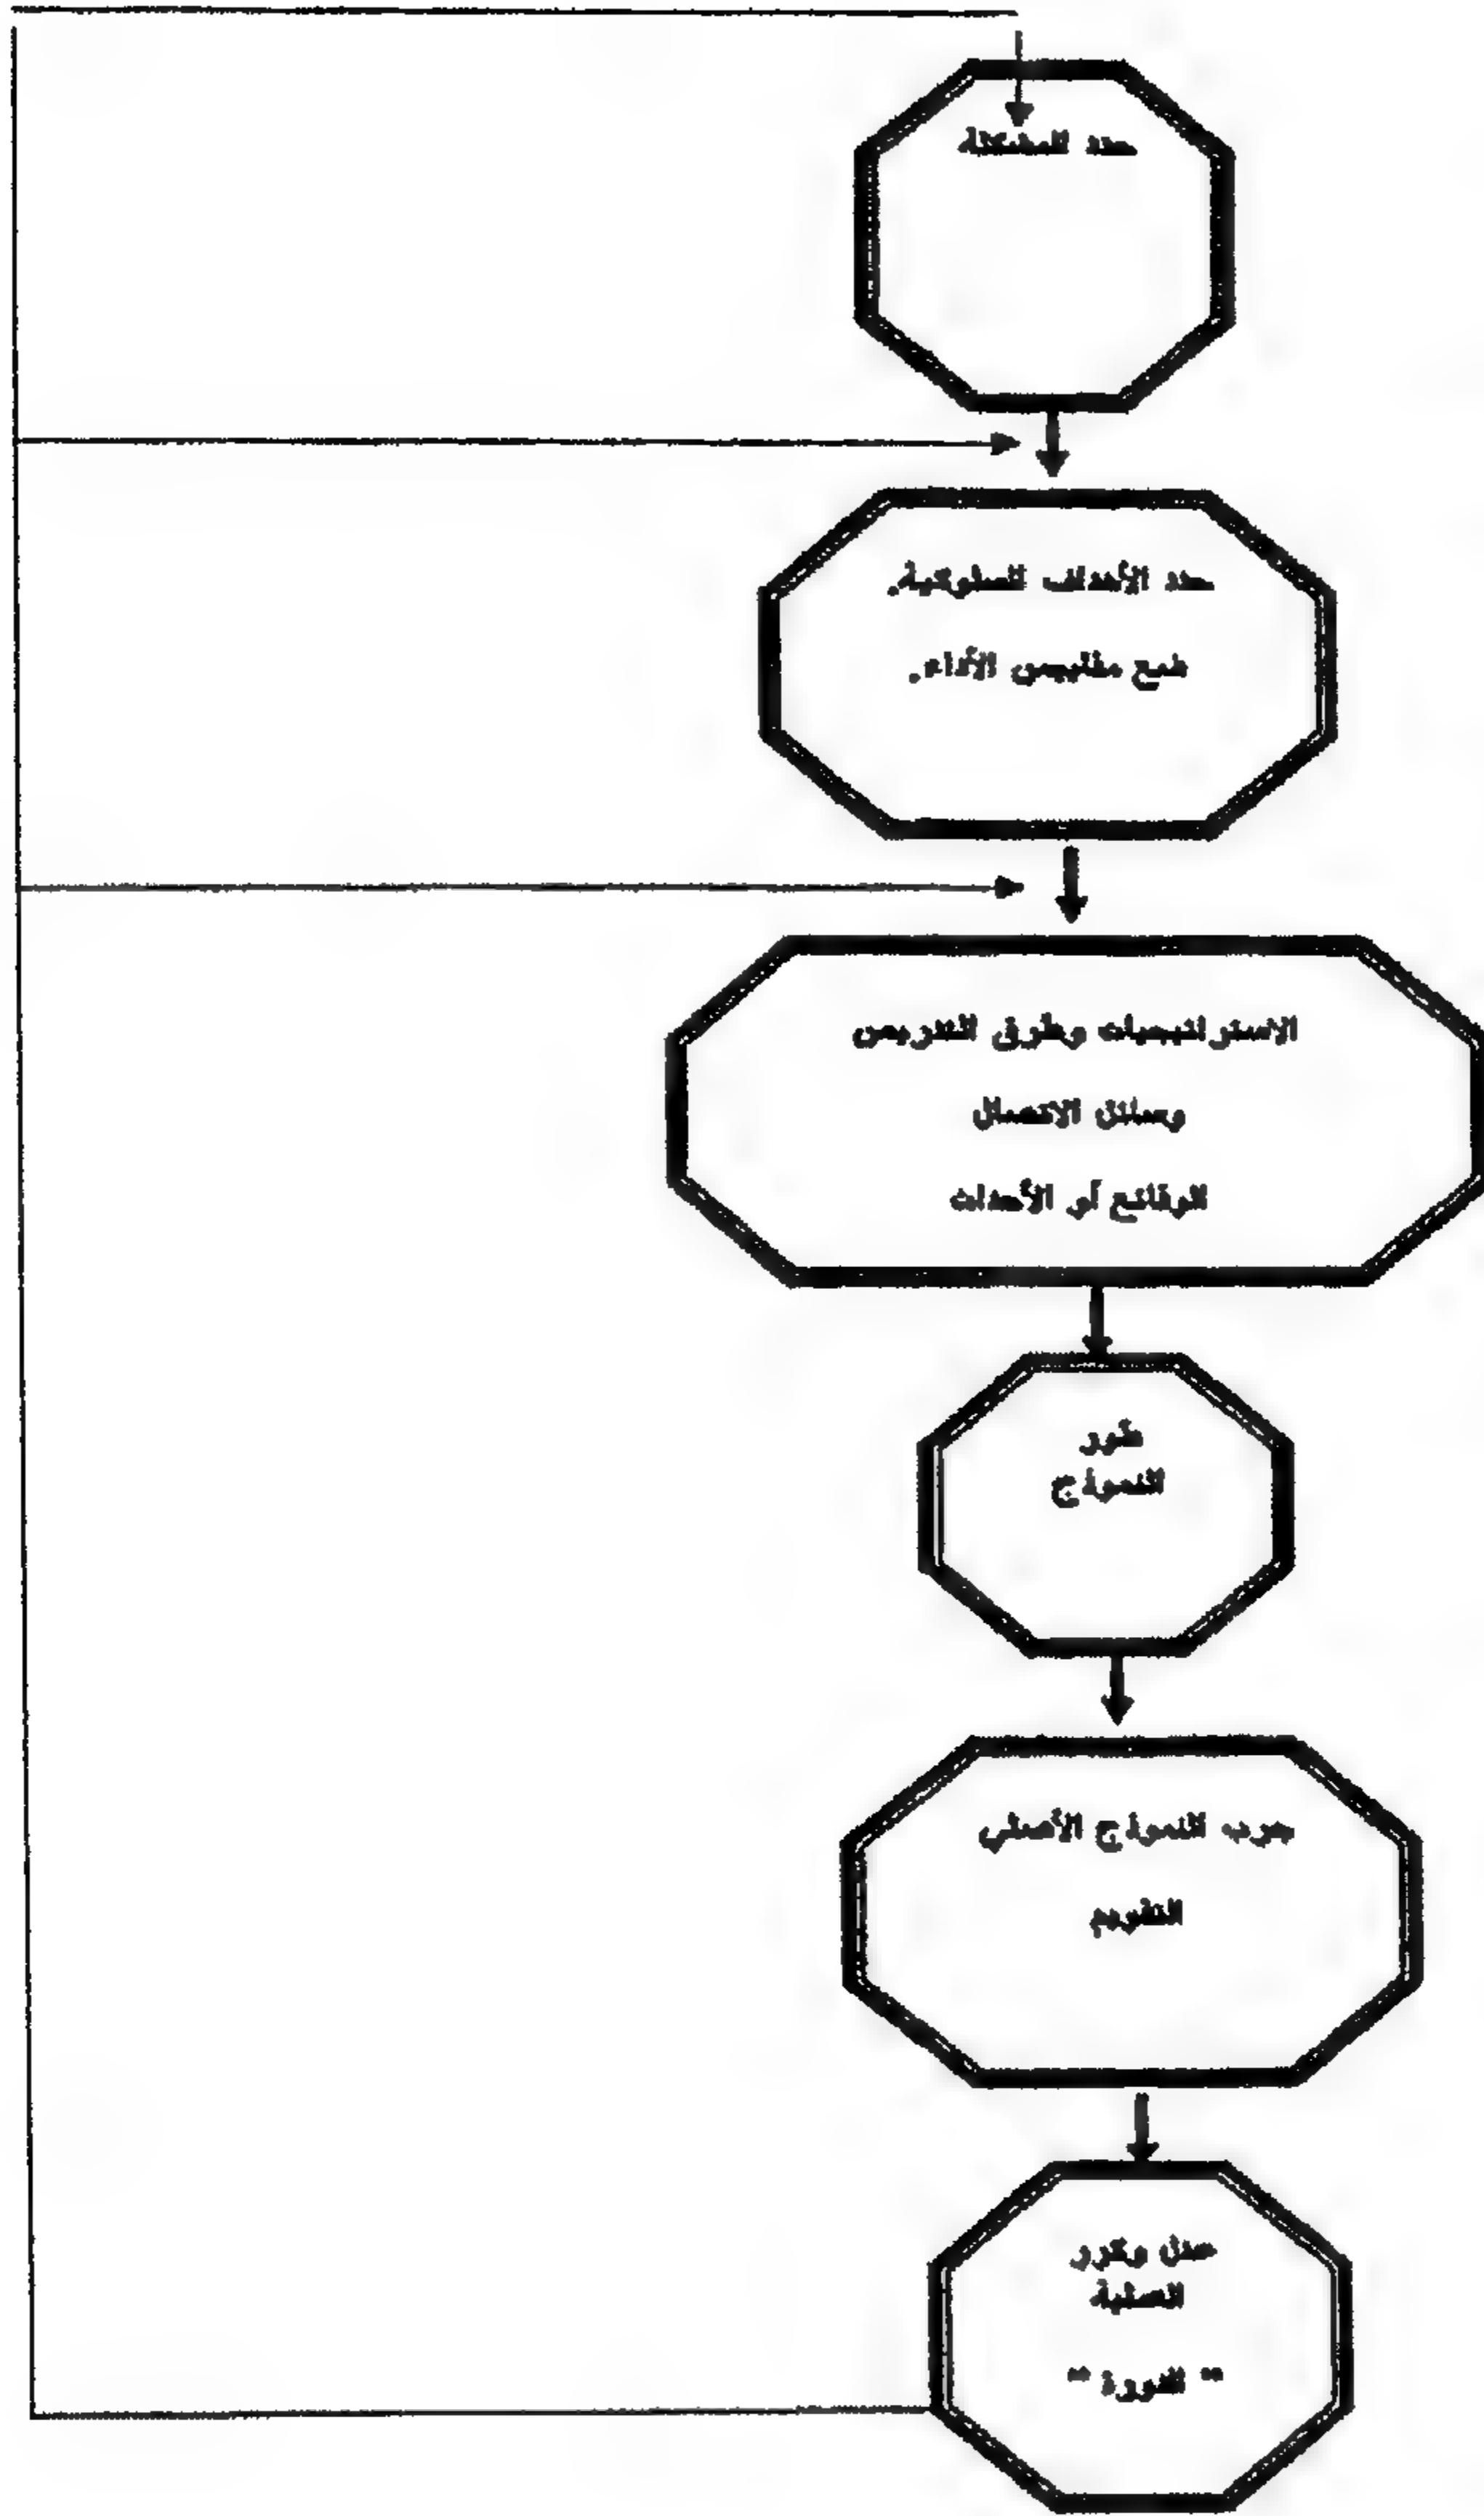 حدد المشكلة
حدد الأهداف السلوكية.
ضع مقاييس الأداء.
الاستراتيجيات وطرق التدريس
وسائل الاتصال
الوقائع أو الأحداث
طور
النموذج
جرب النموذج الأصلي
التقويم
عدل وكرر
العملية
" الدورة "